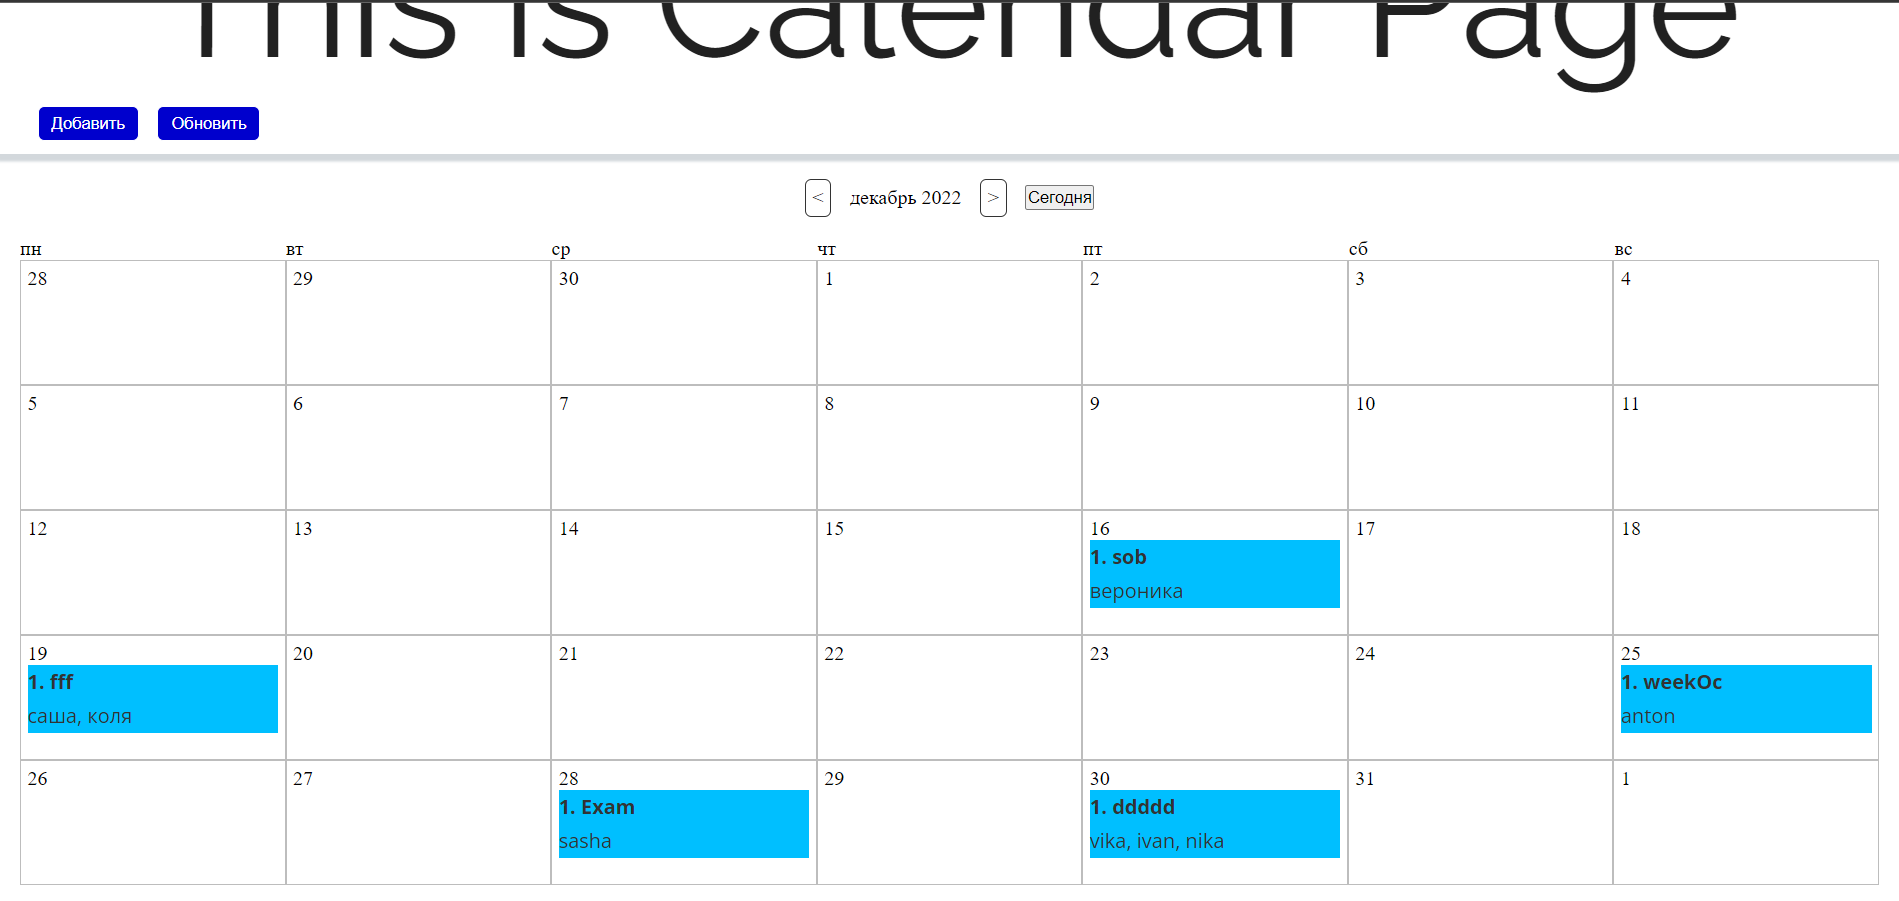 This is Calendar Page
Добавить Обновить
< декабрь 2022 > Сегодня
пн вт ср чт пт сб вс
28 29 30 1 2 3 4
5 6 7 8 9 10 11
12 13 14 15 16 17 18
1. sob
вероника
19 20 21 22 23 24 25
1. fff 1. weekOc
саша, коля anton
26 27 28 29 30 31 1
1. Exam 1. ddddd
sasha vika, ivan, nika